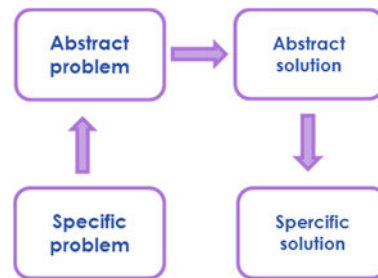 Abstract
problem
Abstract
solution
Specific
problem
Spercific
solution